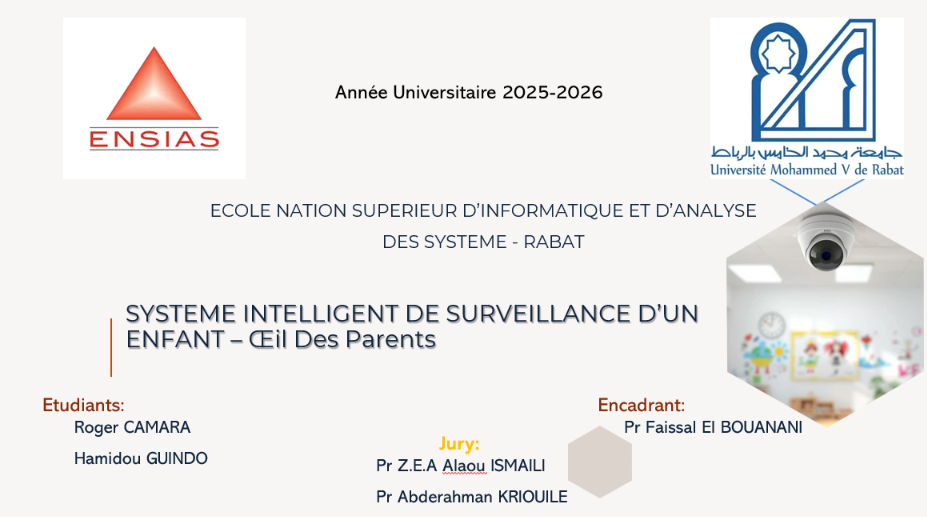 ENSIAS
Année Universitaire 2025-2026
جامعة محمد الخامس بالرباط
Université Mohammed V de Rabat
ECOLE NATION SUPERIEUR D’INFORMATIQUE ET D’ANALYSE
DES SYSTEME - RABAT
SYSTEME INTELLIGENT DE SURVEILLANCE D’UN
ENFANT – Œil Des Parents
Etudiants:
Roger CAMARA
Hamidou GUINDO
Encadrant:
Pr Faissal El BOUANANI
Jury:
Pr Z.E.A Alaou ISMAILI
Pr Abderahman KRIOUILE